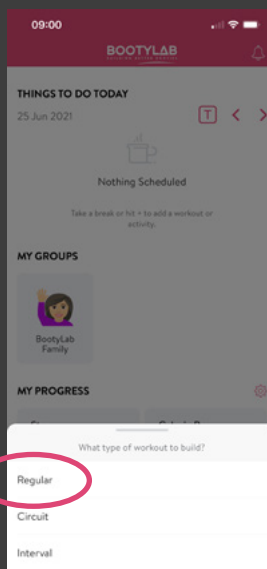 09:00
BOOTYLAB
THINGS TO DO TODAY
25 Jun 2021
T
Nothing Scheduled
Take a break or hit + to add a workout or
activity.
MY GROUPS
BootyLab
Family
MY PROGRESS
What type of workout to build?
Regular
Circuit
Interval